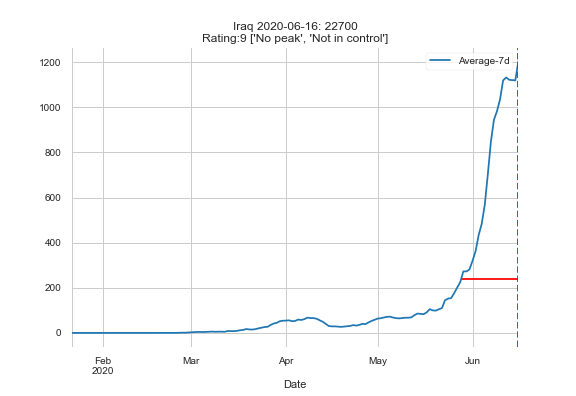 Iraq 2020-06-16: 22700
Rating:9 ['No peak', 'Not in control']
Average-7d
1200
1000
800
600
400
200
0
Feb Mar Apr May Jun
2020
Date